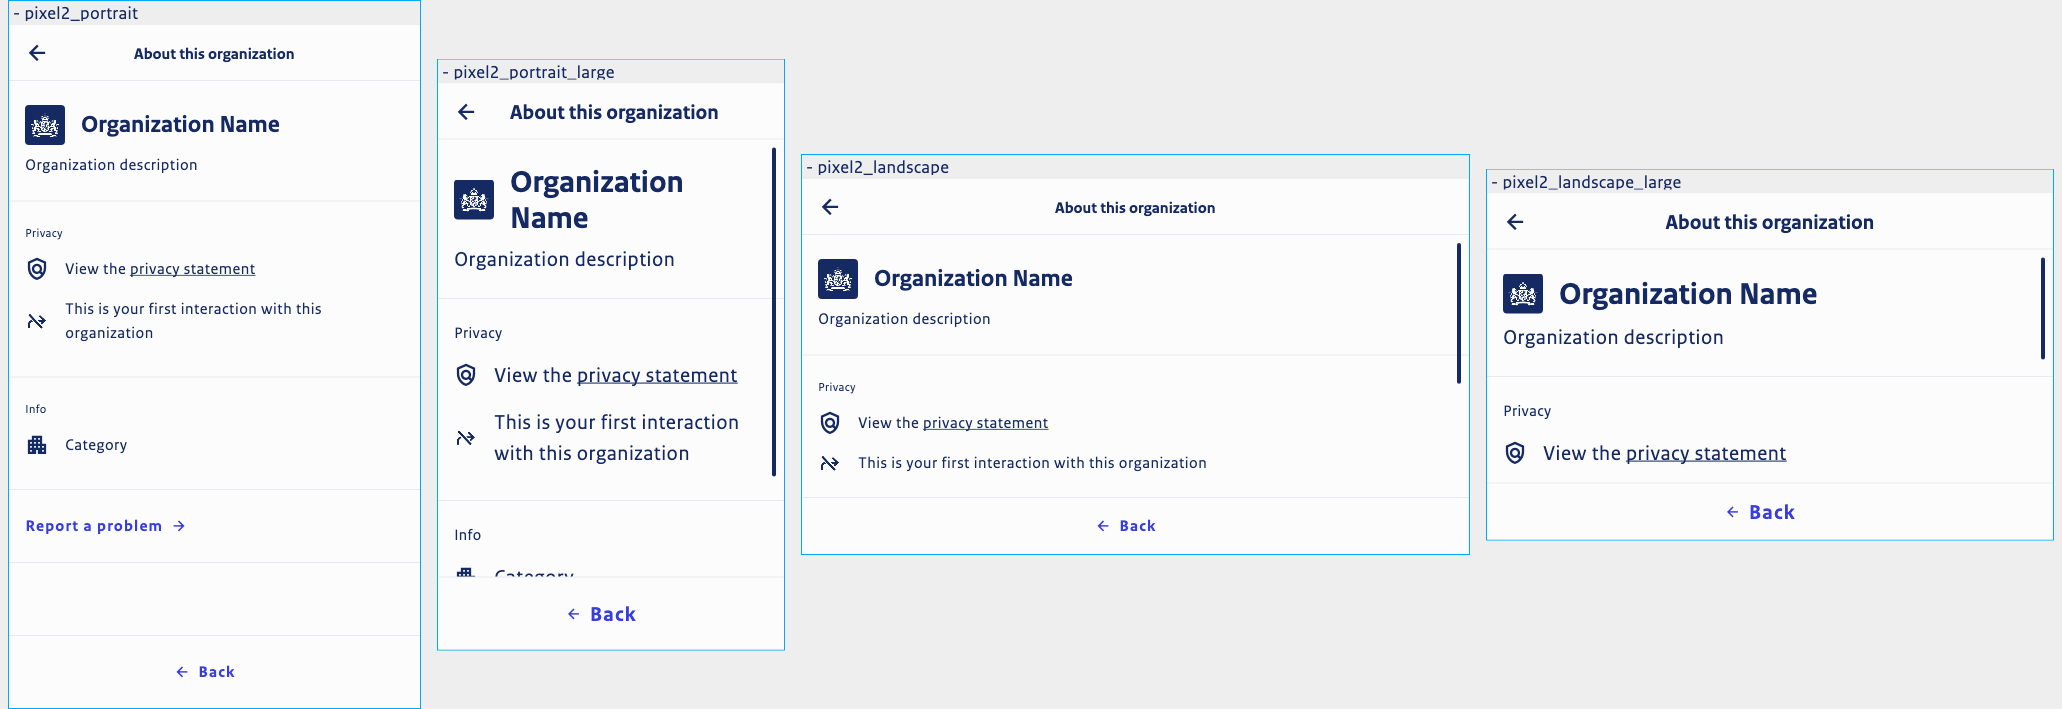 - pixel2_portrait
About this organization
Organization Name
Organization description
Privacy
View the privacy statement
This is your first interaction with this
organization
Info
Category
Report a problem
Back
- pixel2_portrait_large
About this organization
Organization
Name
Organization description
Privacy
View the privacy statement
This is your first interaction
with this organization
Info
Category
Back
- pixel2_landscape
About this organization
Organization Name
Organization description
Privacy
View the privacy statement
This is your first interaction with this organization
Back
- pixel2_landscape_large
About this organization
Organization Name
Organization description
Privacy
View the privacy statement
Back